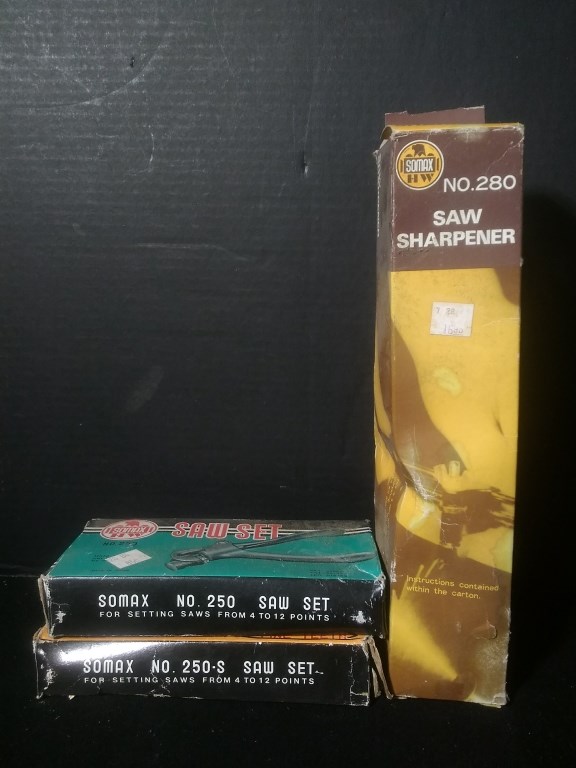 SOMAX
HW
NO.280
SAW
SHARPENER
Instructions contained
within the carton.
SOMAX
SAW SET
SOMAX NO. 250 SAW SET
FOR SETTING SAWS FROM 4 TO 12 POINTS
SOMAX NO. 250-S SAW SET
FOR SETTING SAWS FROM 4 TO 12 POINTS